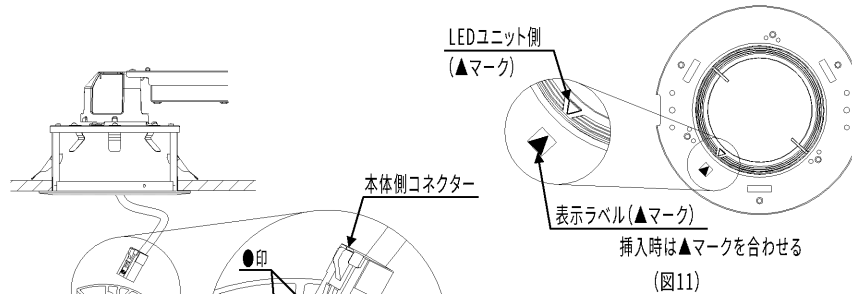 LEDユニット側
(▲マーク)
本体側コネクター
●印
表示ラベル(▲マーク)
挿入時は▲マークを合わせる
(図11)